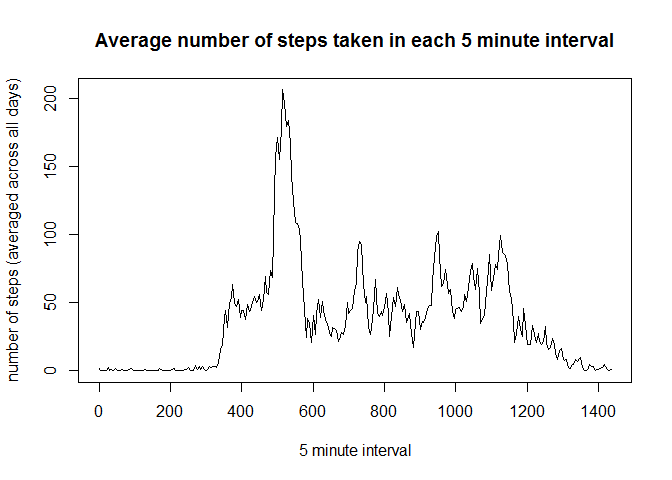 Average number of steps taken in each 5 minute interval
number of steps (averaged across all days)
200
150
100
50
0
0 200 400 600 800 1000 1200 1400
5 minute interval